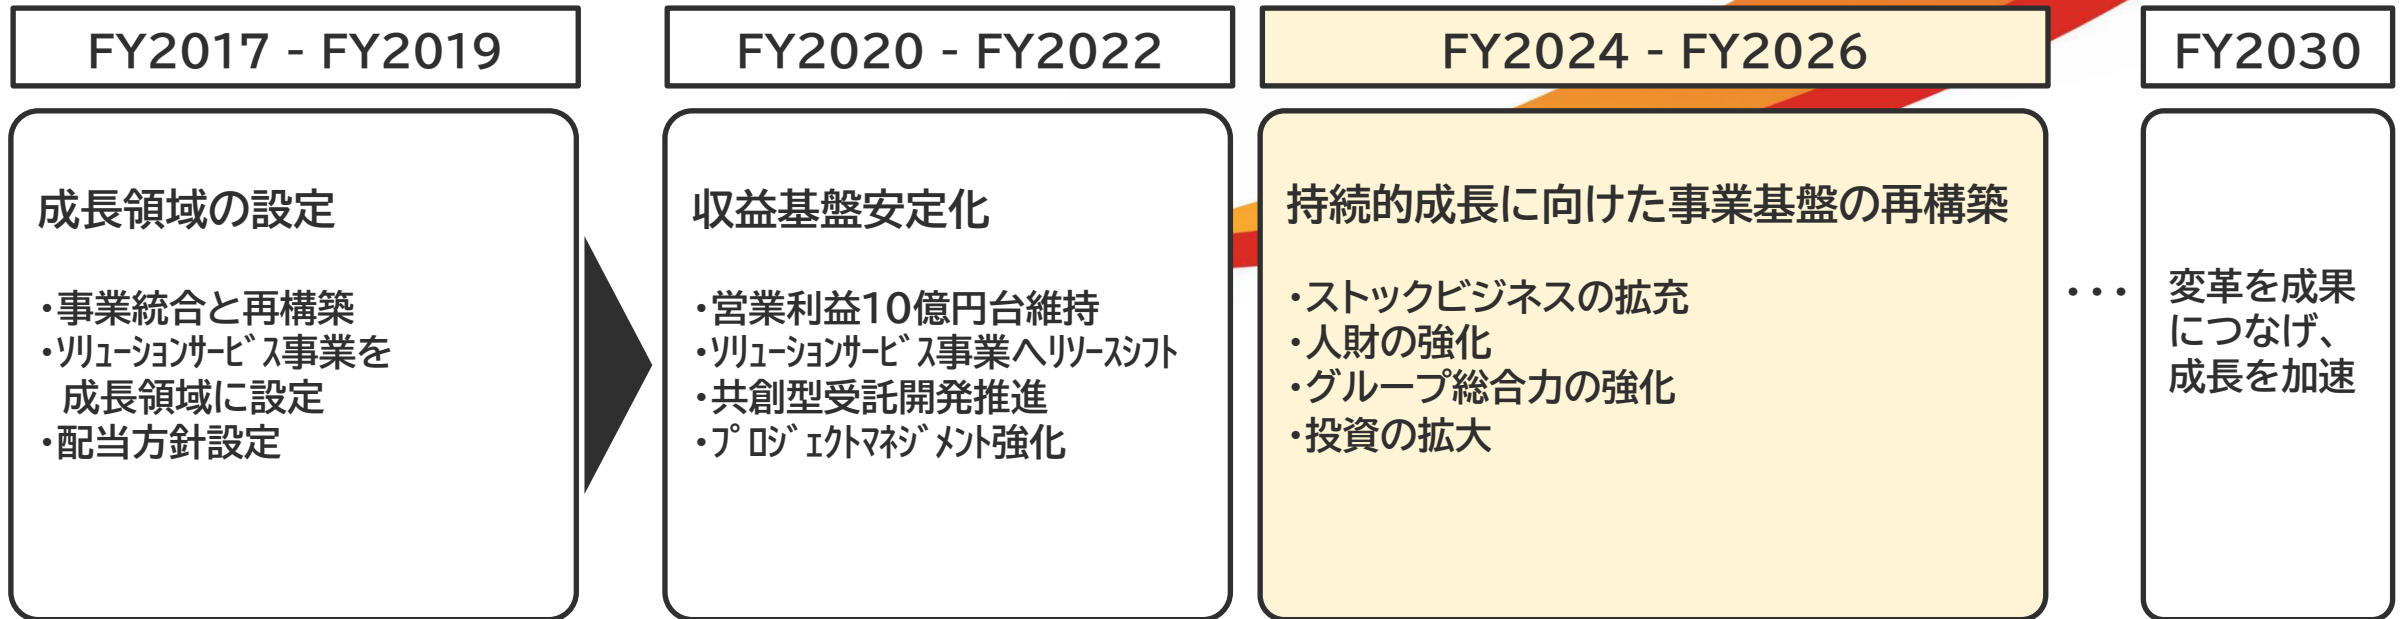 FY2017 - FY2019
成長領域の設定
・事業統合と再構築
・ソリューションサービス事業を
成長領域に設定
・配当方針設定
FY2020 - FY2022
収益基盤安定化
・営業利益10億円台維持
・ソリューションサービス事業へリソースシフト
・共創型受託開発推進
・プロジェクトマネジメント強化
FY2024 - FY2026
持続的成長に向けた事業基盤の再構築
・ストックビジネスの拡充
・人財の強化
・グループ総合力の強化
・投資の拡大
・・・
FY2030
変革を成果
につなげ、
成長を加速